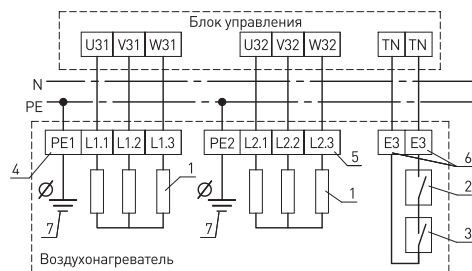 Блок управления
U31 V31 W31 U32 V32 W32 TN TN
N
PE
PE1 L1.1 L1.2 L1.3 PE2 L2.1 L2.2 L2.3 E3 E3
4 5 6
1 1 2
7 7 3
Воздухонагреватель